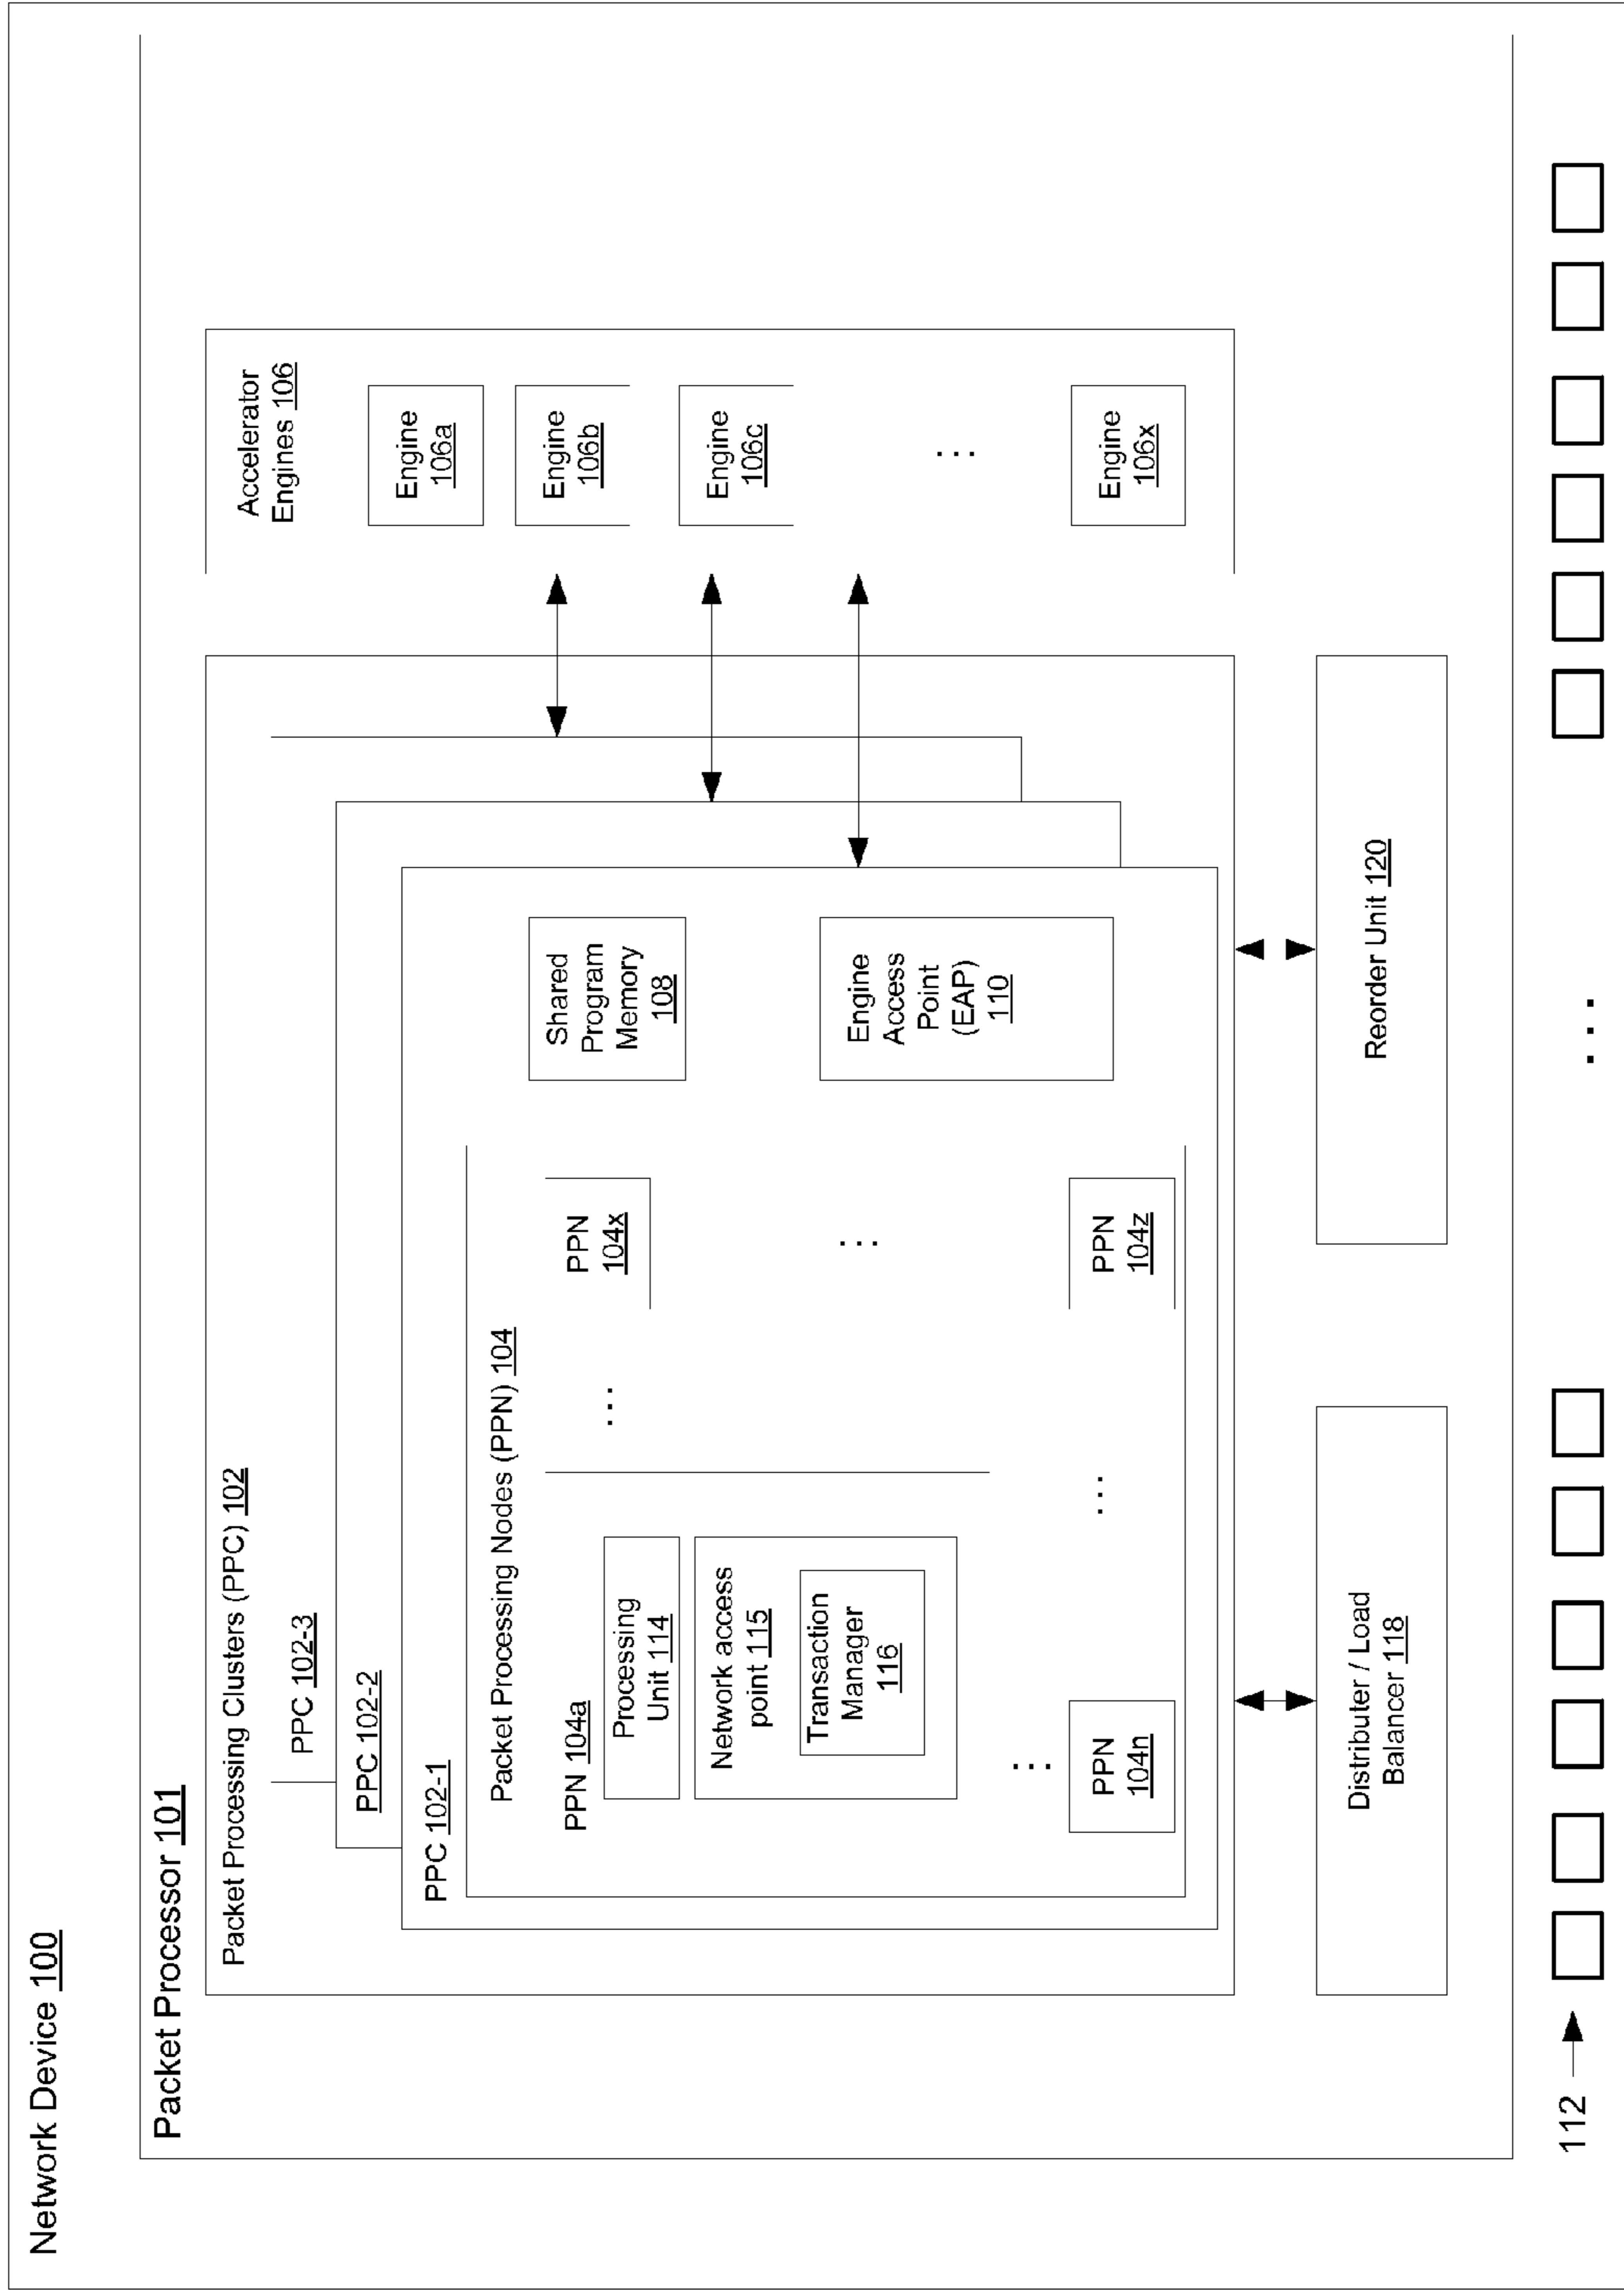 Network Device 100
Packet Processor 101
Packet Processing Clusters (PPC) 102
PPC 102-3
PPC 102-2
PPC 102-1
Packet Processing Nodes (PPN) 104
PPN 104a
Processing
Unit 114
Network access
point 115
Transaction
Manager
116
...
PPN
104n
...
PPN
104x
...
...
PPN
104z
Shared
Program
Memory
108
Engine
Access
Point
(EAP)
110
Accelerator
Engines 106
Engine
106a
Engine
106b
Engine
106c
...
Engine
106x
Distributer / Load
Balancer 118
Reorder Unit 120
112
...